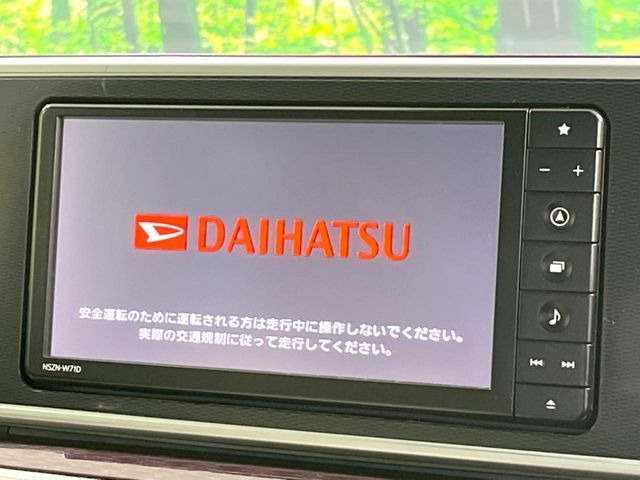 DAIHATSU
安全運転のために運転される方は走行中に操作しないでください。
実際の交通規制に従って走行してください。
NSZN-W71D